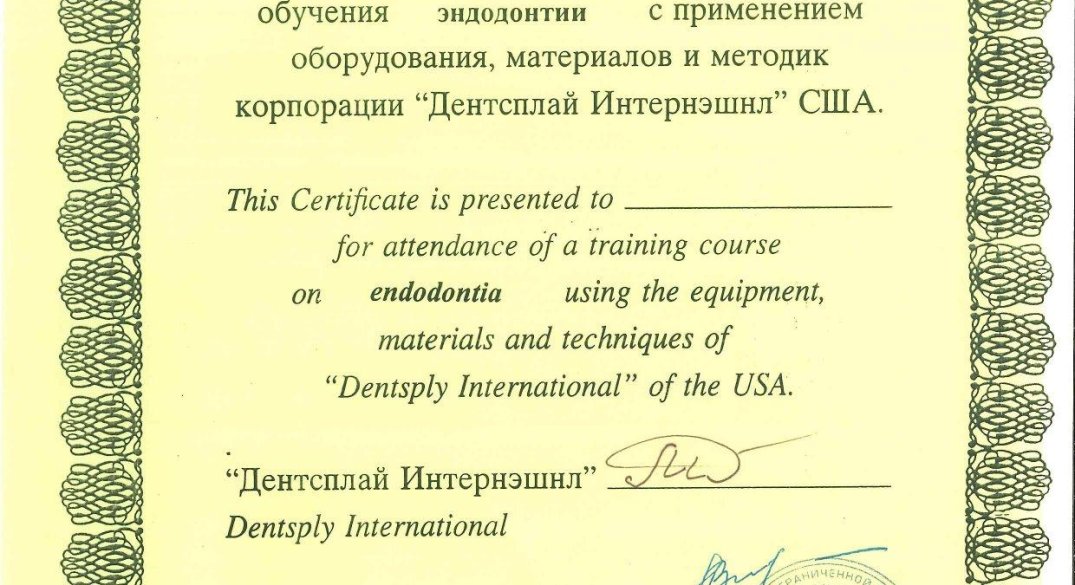 обучения эндодонтии с применением
оборудования, материалов и методик
корпорации “Дентсплай Интернэшнл” США.
This Certificate is presented to
for attendance of a training course
on endodontia using the equipment,
materials and techniques of
“Dentsply International” of the USA.
“Дентсплай Интернэшнл”
Dentsply International